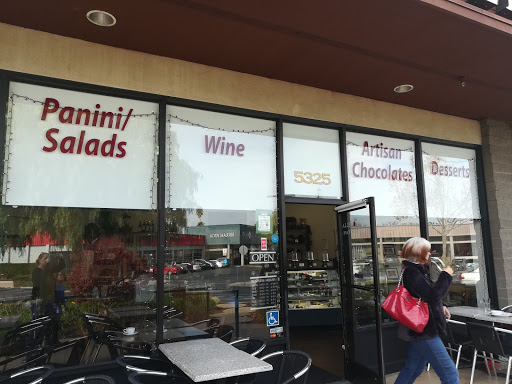 Panini/
Salads
Wine
5325
Artisan
Chocolates
Desserts
OPEN